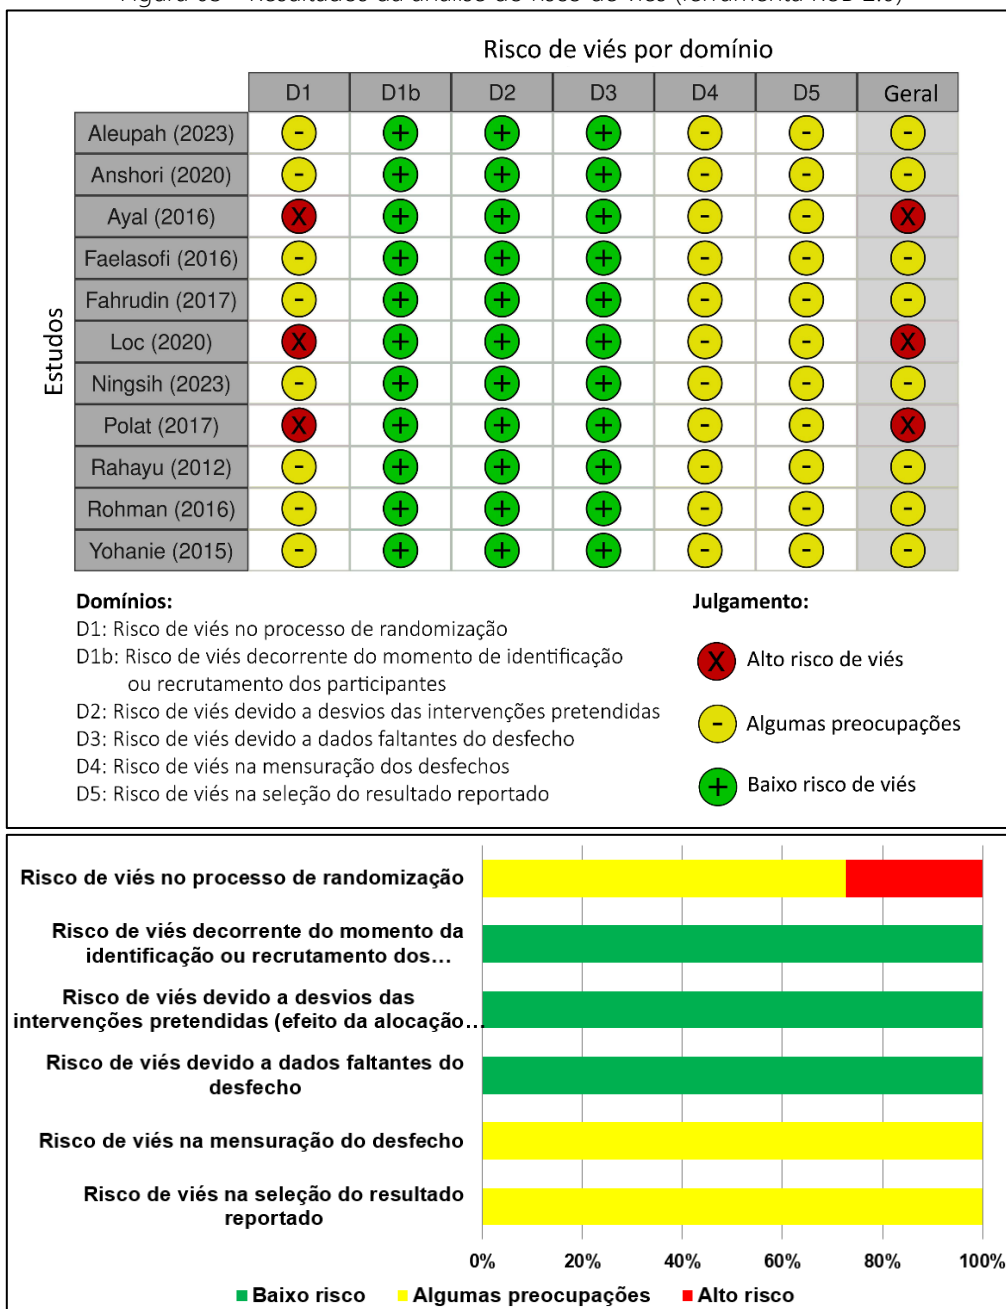 Risco de viés por domínio
D1 D1b D2 D3 D4 D5 Geral
Estudos
Aleupah (2023) - + + + - - -
Anshori (2020) - + + + - - -
Ayal (2016) X + + + - - X
Faelasofi (2016) - + + + - - -
Fahrudin (2017) - + + + - - -
Loc (2020) X + + + - - X
Ningsih (2023) - + + + - - -
Polat (2017) X + + + - - X
Rahayu (2012) - + + + - - -
Rohman (2016) - + + + - - -
Yohanie (2015) - + + + - - -
Domínios:
D1: Risco de viés no processo de randomização
D1b: Risco de viés decorrente do momento de identificação
ou recrutamento dos participantes
D2: Risco de viés devido a desvios das intervenções pretendidas
D3: Risco de viés devido a dados faltantes do desfecho
D4: Risco de viés na mensuração dos desfechos
D5: Risco de viés na seleção do resultado reportado
Julgamento:
X Alto risco de viés
- Algumas preocupações
+ Baixo risco de viés
Risco de viés no processo de randomização
Risco de viés decorrente do momento da
identificação ou recrutamento dos…
Risco de viés devido a desvios das
intervenções pretendidas (efeito da alocação…
Risco de viés devido a dados faltantes do
desfecho
Risco de viés na mensuração do desfecho
Risco de viés na seleção do resultado
reportado
0% 20% 40% 60% 80% 100%
Baixo risco Algumas preocupações Alto risco